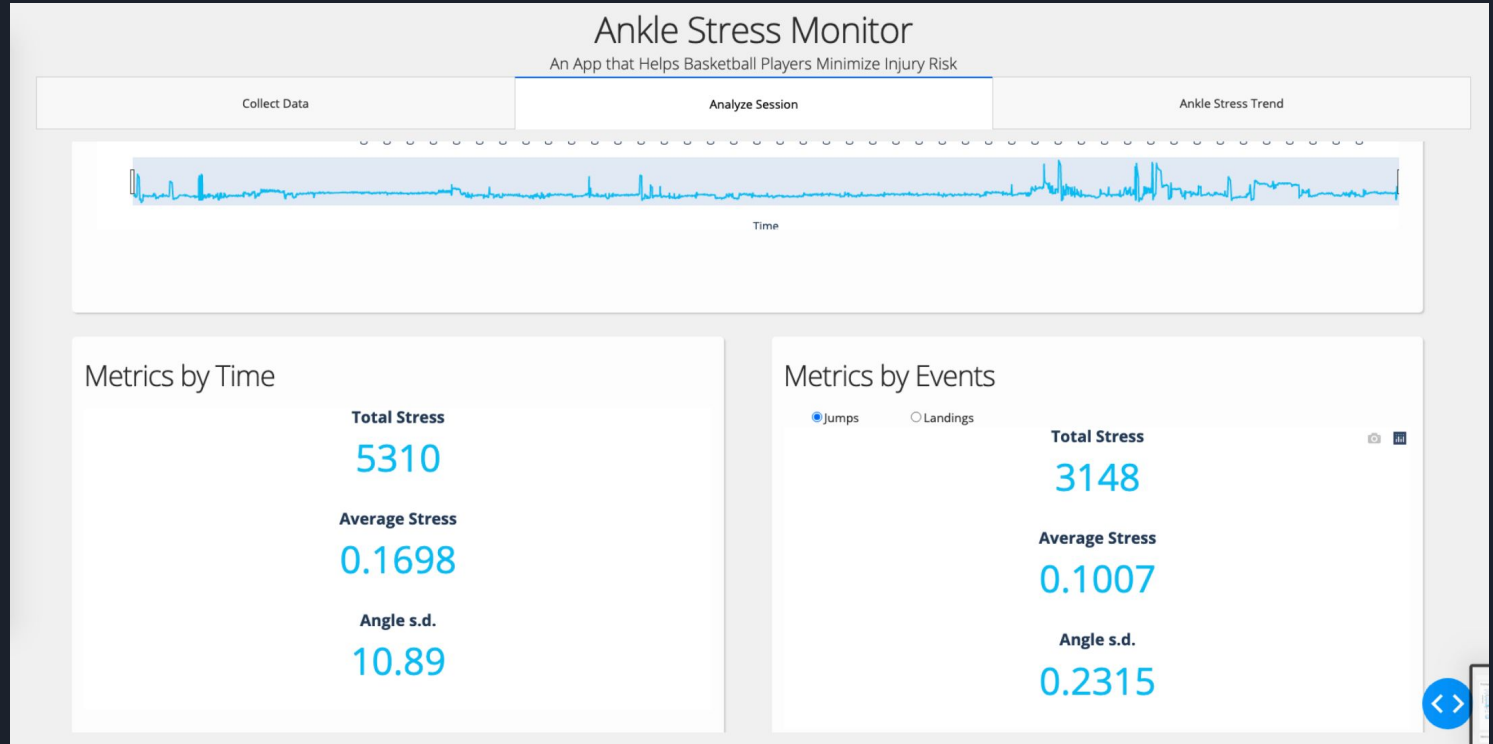 Ankle Stress Monitor
An App that Helps Basketball Players Minimize Injury Risk
Collect Data
Analyze Session
Ankle Stress Trend
Time
Metrics by Time
Total Stress
5310
Average Stress
0.1698
Angle s.d.
10.89
Metrics by Events
Jumps
Landings
Total Stress
3148
Average Stress
0.1007
Angle s.d.
0.2315